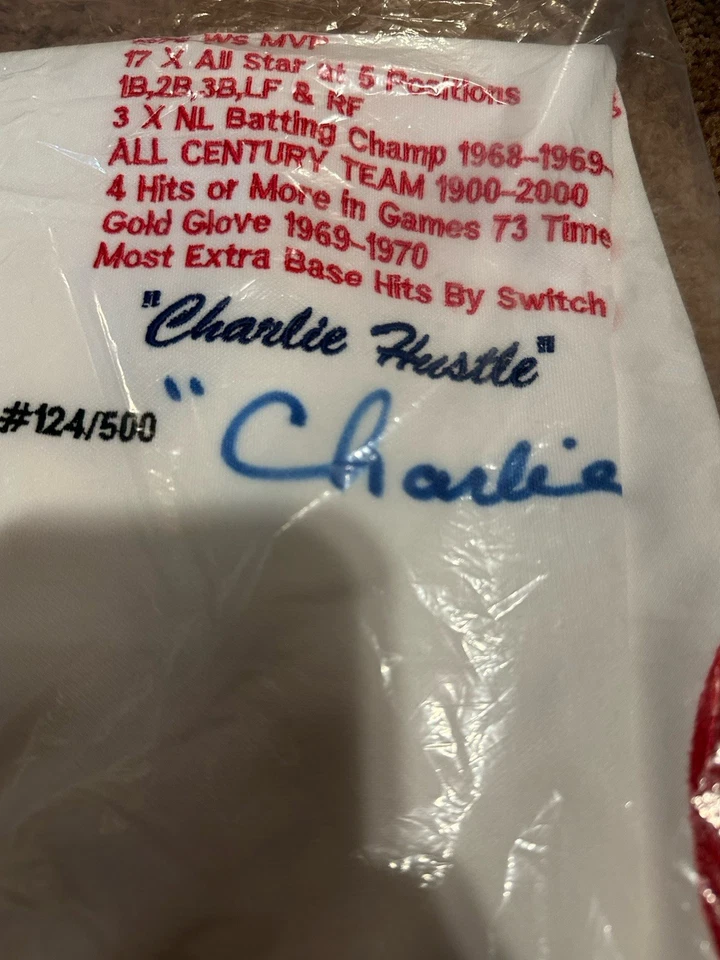 WS MVP
17 X All Star at 5 Positions
1B,2B,3B,LF & RF
3 X NL Batting Champ 1968-1969-
ALL CENTURY TEAM 1900-2000
4 Hits or More in Games 73 Time
Gold Glove 1969-1970
Most Extra Base Hits By Switch
"Charlie Hustle"
#124/500
" Charlie